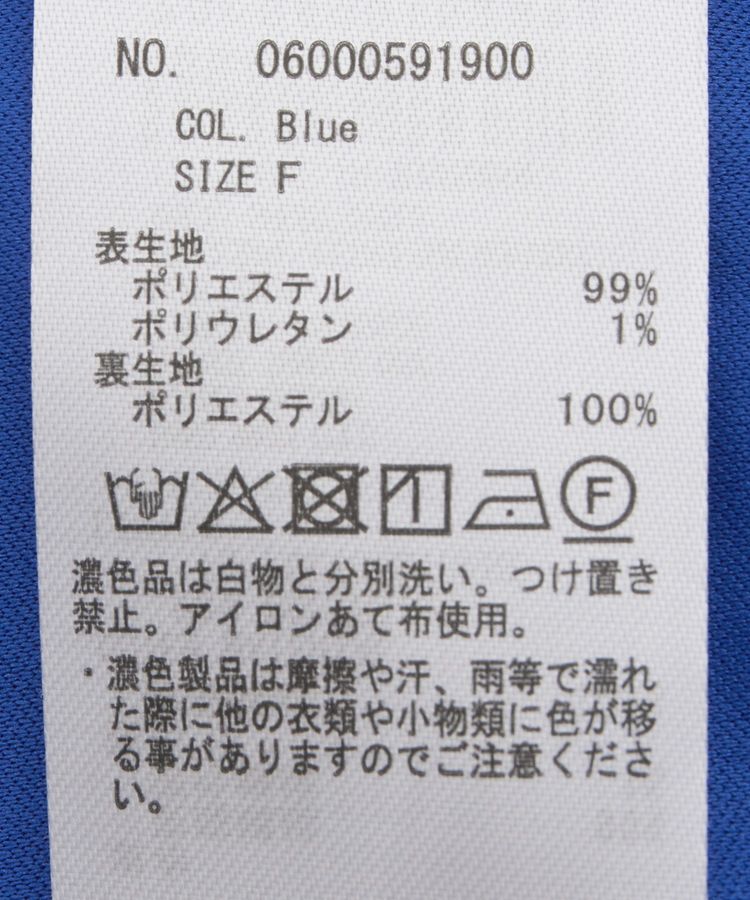 NO. 06000591900
COL. Blue
SIZE F
表生地
ポリエステル 99%
ポリウレタン 1%
裏生地
ポリエステル 100%
F
濃色品は白物と分別洗い。つけ置き
禁止。アイロンあて布使用。
・濃色製品は摩擦や汗、雨等で濡れ
た際に他の衣類や小物類に色が移
る事がありますのでご注意くださ
い。